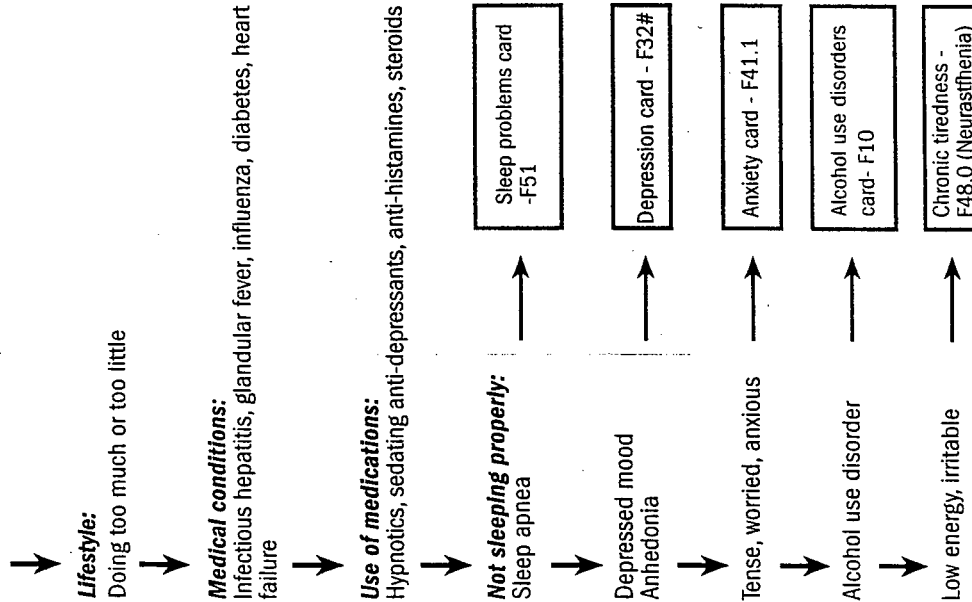 Lifestyle:
Doing too much or too little
Medical conditions:
Infectious hepatitis, glandular fever, influenza, diabetes, heart
failure
Use of medications:
Hypnotics, sedating anti-depressants, anti-histamines, steroids
Not sleeping properly:
Sleep apnea
Sleep problems card
-F51
Depressed mood
Anhedonia
Depression card - F32#
Tense, worried, anxious
Anxiety card - F41.1
Alcohol use disorder
Alcohol use disorders
card- F10
Low energy, irritable
Chronic tiredness -
F48.0 (Neurastfhenia)